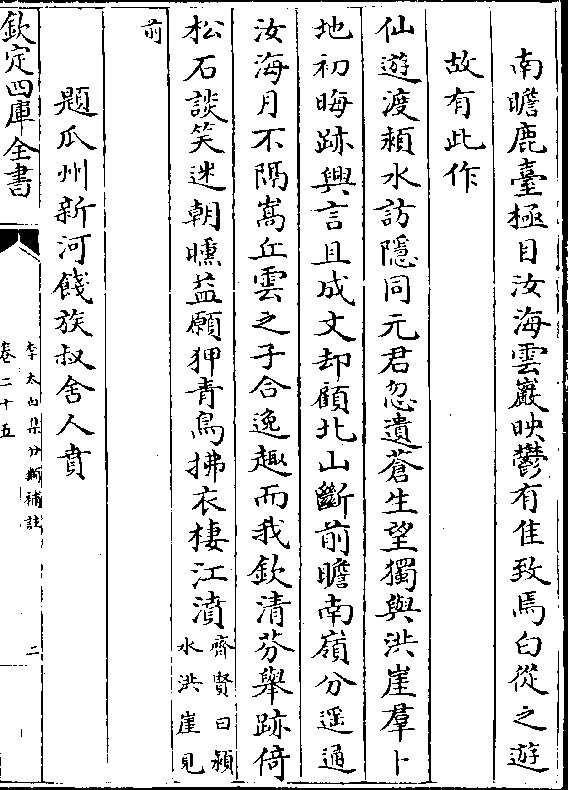 南瞻鹿臺極目汝海雲巖映鬱有佳致焉白從之遊
故有此作
仙遊渡潁水訪隱同元君忽遺蒼生望獨與洪崖羣卜
地初晦跡興言且成文却顧北山斷前瞻南嶺分遥通
汝海月不隔嵩丘雲之子合逸趣而我欽清芬舉跡倚
松石談笑迷朝曛益願狎青鳥拂衣棲江濆
齊賢曰潁
水洪崖見
前
題瓜州新河餞族叔舍人賁
欽定四庫全書
李太白集分類補註
卷二十五
二